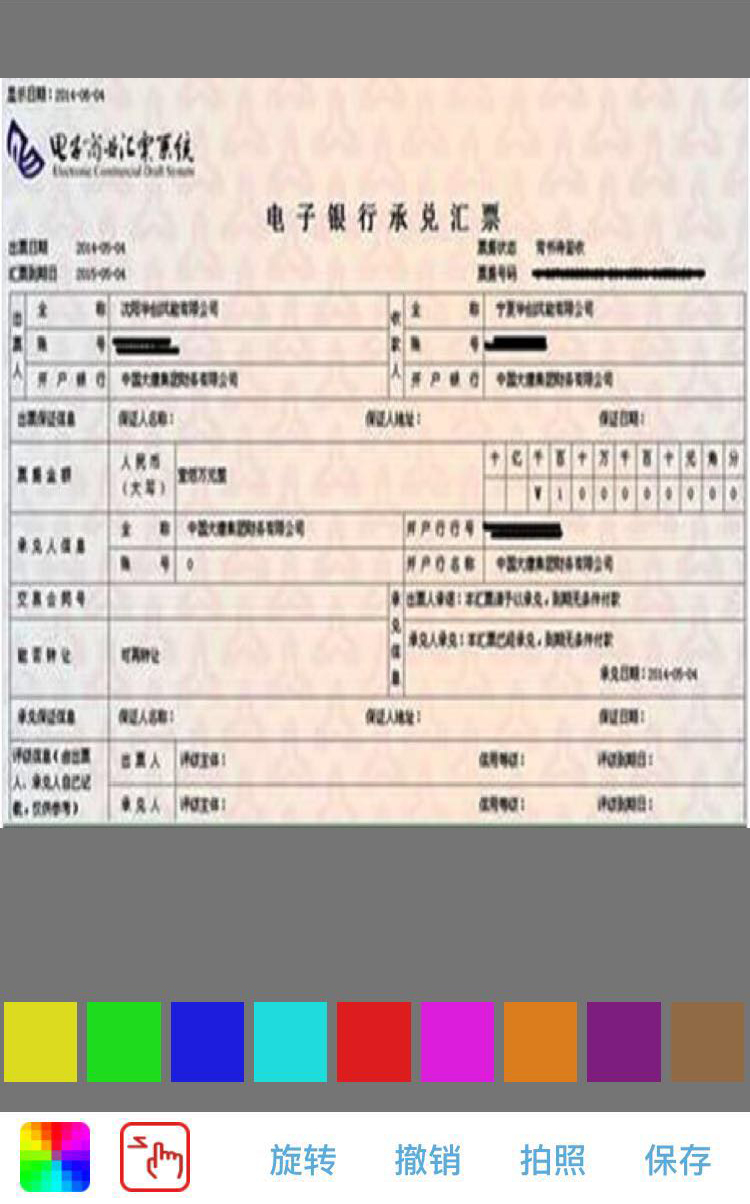 显示日期：2014-05-04
电子商业汇票系统
Electronic Commercial Draft System
电子银行承兑汇票
出票日期 2014-05-04 票据状态 背书待签收
汇票到期日 2015-05-04 票据号码
出票人 全称 沈阳华创风能有限公司 收款人 全称 宁夏华创风能有限公司
账号 账号
开户银行 中国大唐集团财务有限公司 开户银行 中国大唐集团财务有限公司
出票保证信息 保证人名称： 保证人地址： 保证日期：
票据金额 人民币（大写） 壹佰万元整 十亿千百十万千百十元角分
￥100000000
承兑人信息 全称 中国大唐集团财务有限公司 开户行行号
账号 0 开户行名称 中国大唐集团财务有限公司
交易合同号 承兑信息 出票人承诺：本汇票请予以承兑，到期无条件付款
能否转让 可再转让 承兑人承兑：本汇票已经承兑，到期无条件付款
承兑日期：2014-05-04
承兑保证信息 保证人名称： 保证人地址： 保证日期：
评级信息（由出票人、承兑人自己记载，仅供参考） 出票人 评级主体： 信用等级： 评级到期日：
承兑人 评级主体： 信用等级： 评级到期日：
旋转 撤销 拍照 保存